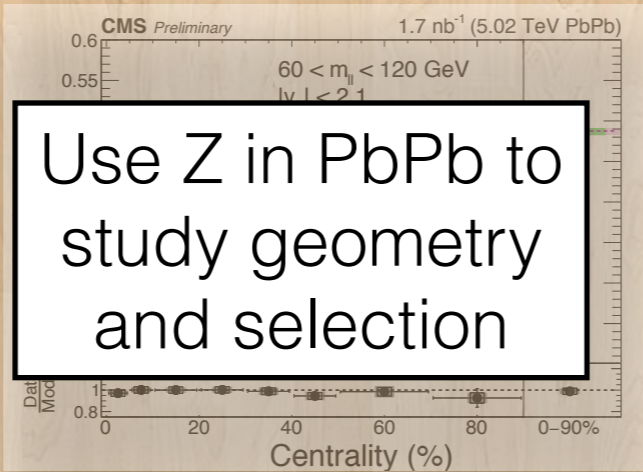 CMS Preliminary 1.7 nb⁻¹ (5.02 TeV PbPb)
0.6
60 < m_ll < 120 GeV
0.55
Use Z in PbPb to
study geometry
and selection
1
0.8
0 20 40 60 80 0−90%
Centrality (%)